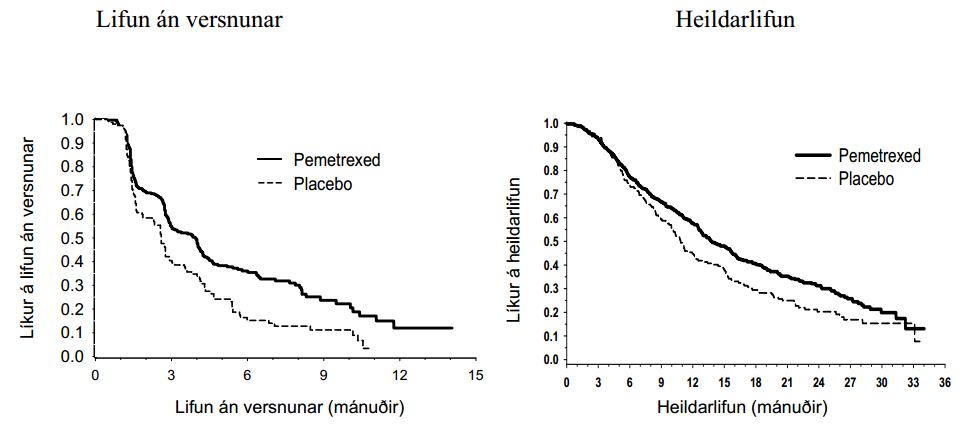 Lifun án versnunar
Heildarlifun
Líkur á lifun án versnunar
1.0
0.9
0.8
0.7
0.6
0.5
0.4
0.3
0.2
0.1
0.0
Pemetrexed
Placebo
0 3 6 9 12 15
Lifun án versnunar (mánuðir)
Líkur á heildarlifun
1.0
0.9
0.8
0.7
0.6
0.5
0.4
0.3
0.2
0.1
0.0
Pemetrexed
Placebo
0 3 6 9 12 15 18 21 24 27 30 33 36
Heildarlifun (mánuðir)